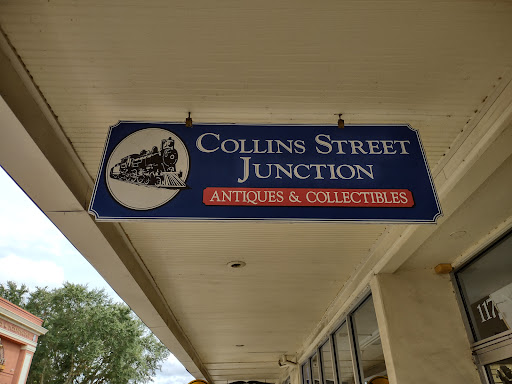 COLLINS STREET
JUNCTION
ANTIQUES & COLLECTIBLES
117